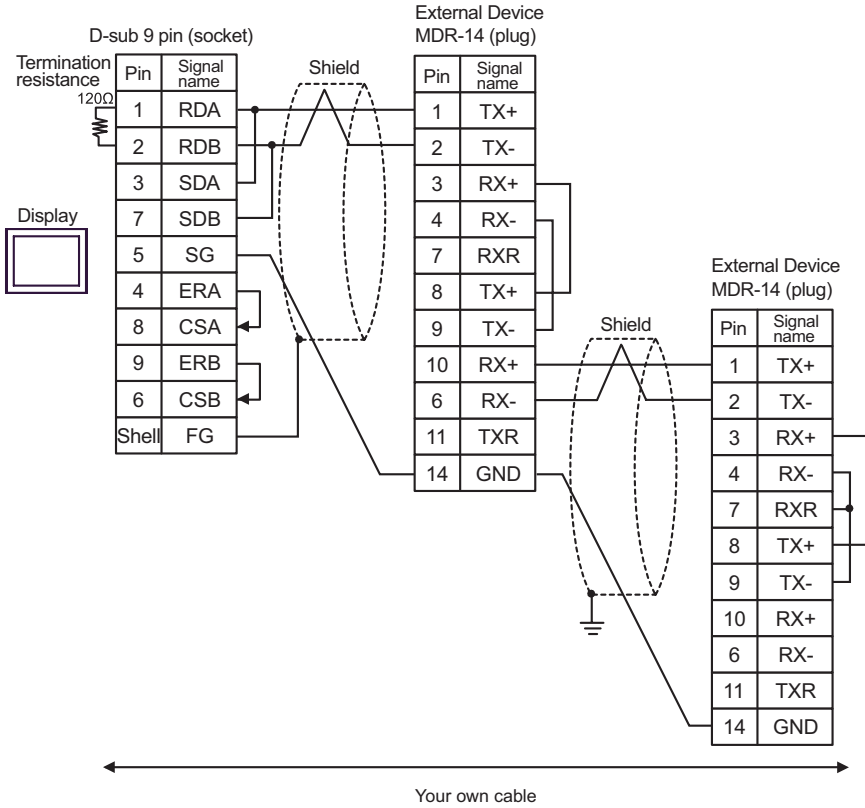 External Device
MDR-14 (plug)
D-sub 9 pin (socket)
Termination
resistance
120Ω
Pin Signal name
1 RDA
2 RDB
3 SDA
7 SDB
5 SG
4 ERA
8 CSA
9 ERB
6 CSB
Shell FG
Display
Shield
Pin Signal name
1 TX+
2 TX-
3 RX+
4 RX-
7 RXR
8 TX+
9 TX-
10 RX+
6 RX-
11 TXR
14 GND
Shield
External Device
MDR-14 (plug)
Pin Signal name
1 TX+
2 TX-
3 RX+
4 RX-
7 RXR
8 TX+
9 TX-
10 RX+
6 RX-
11 TXR
14 GND
Your own cable